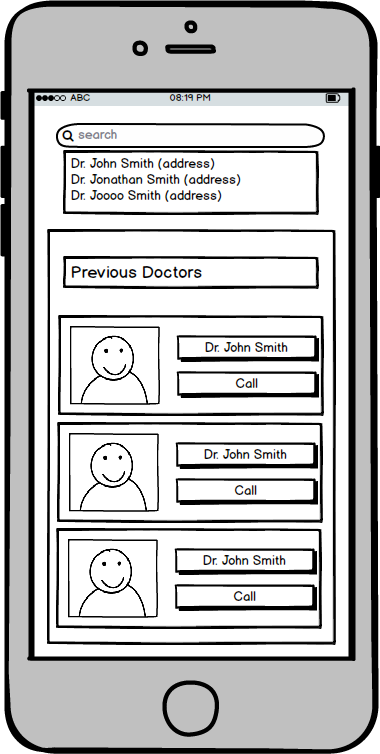 ABC 08:19 PM
search
Dr. John Smith (address)
Dr. Jonathan Smith (address)
Dr. Joooo Smith (address)
Previous Doctors
Dr. John Smith
Call
Dr. John Smith
Call
Dr. John Smith
Call